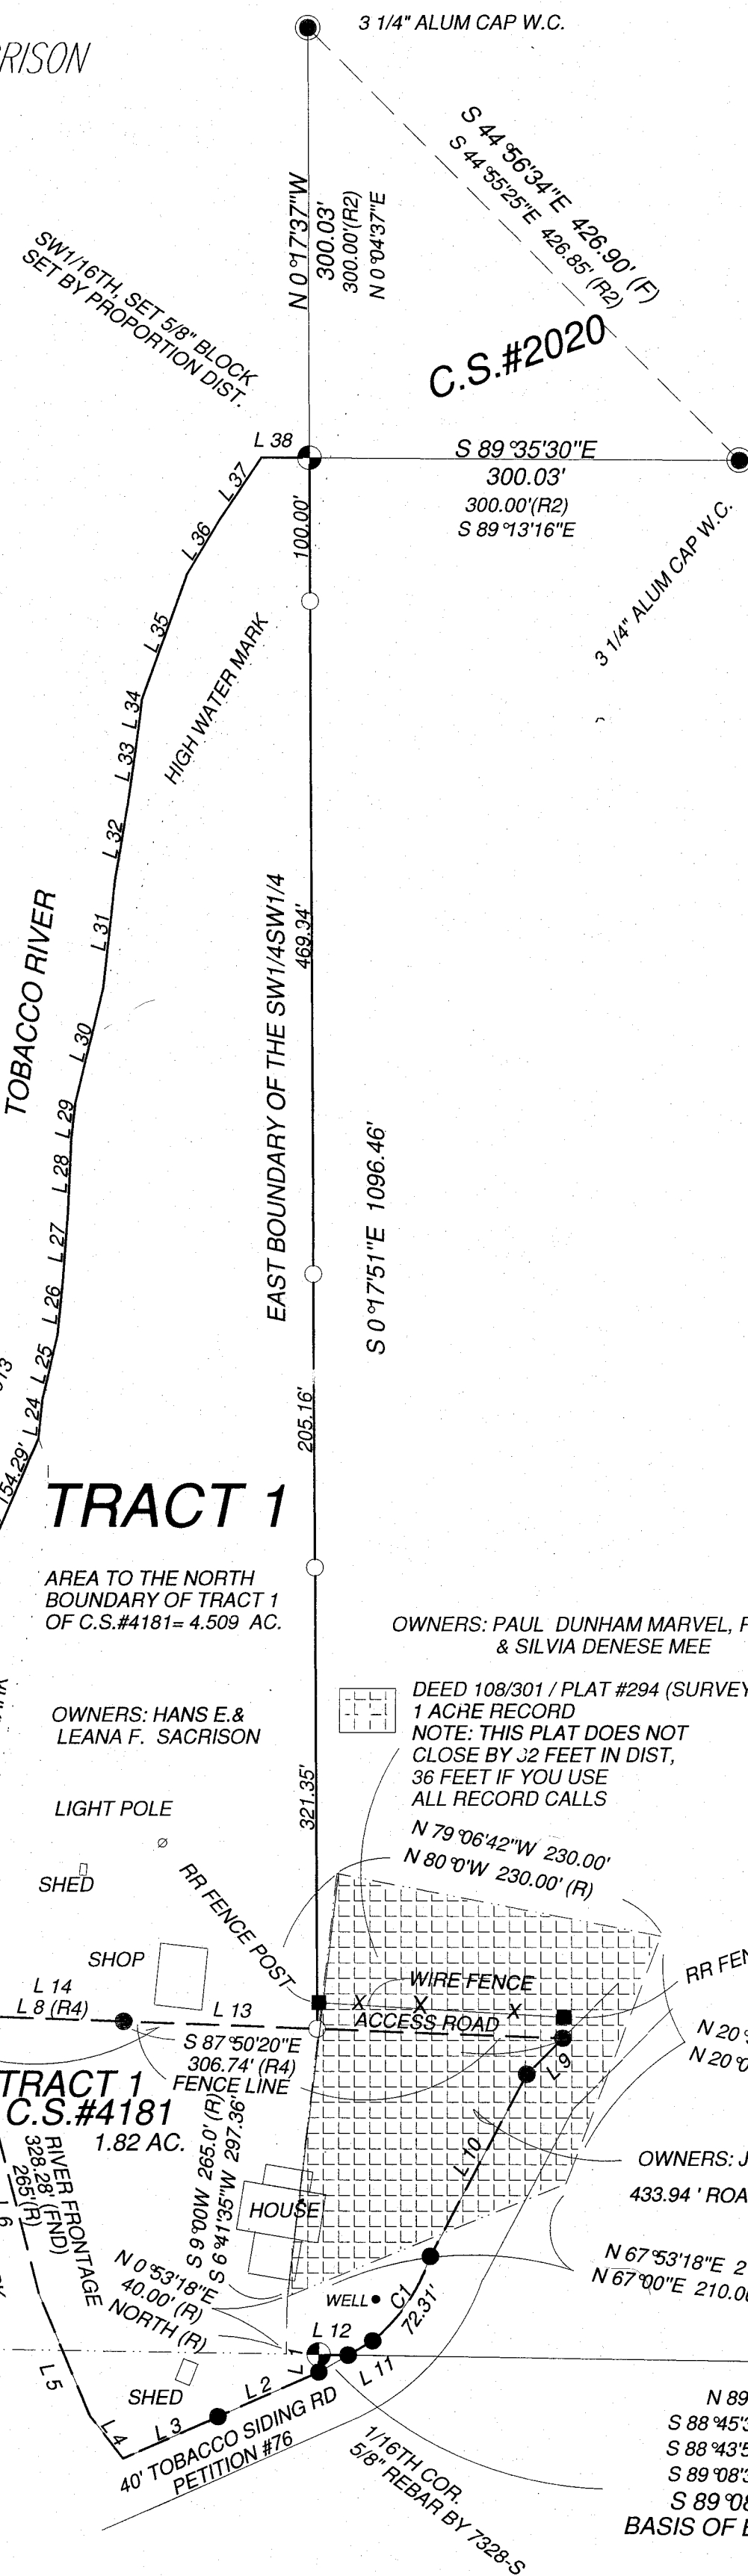 3 1/4" ALUM CAP W.C.
RISON
S 44°56'34"E 426.90' (F)
S 44°55'25"E 426.85' (R2)
N 0°17'37"W
300.03'
300.00'(R2)
N 0°04'37"E
SW1/16TH, SET 5/8" BLOCK
SET BY PROPORTION DIST.
C.S.#2020
L 38
S 89°35'30"E
300.03'
300.00'(R2)
S 89°13'16"E
L 37
100.00'
L 36
3 1/4" ALUM CAP W.C.
L 35
HIGH WATER MARK
L 34
L 33
L 32
L 31
TOBACCO RIVER
EAST BOUNDARY OF THE SW1/4SW1/4
469.94'
L 30
L 29
S 0°17'51"E 1096.46'
L 28
L 27
L 26
L 25
L 24
205.16'
154.29'
TRACT 1
AREA TO THE NORTH
BOUNDARY OF TRACT 1
OF C.S.#4181= 4.509 AC.
OWNERS: PAUL DUNHAM MARVEL,
& SILVIA DENESE MEE
DEED 108/301 / PLAT #294 (SURVEY
1 ACRE RECORD
NOTE: THIS PLAT DOES NOT
CLOSE BY 32 FEET IN DIST,
36 FEET IF YOU USE
ALL RECORD CALLS
OWNERS: HANS E.&
LEANA F. SACRISON
321.35'
LIGHT POLE
N 79°06'42"W 230.00'
N 80°0'W 230.00' (R)
SHED
RR FENCE POST
SHOP
WIRE FENCE
X X X
RR FEN
L 14
L 8 (R4)
L 13
ACCESS ROAD
S 87°50'20"E
306.74' (R4)
FENCE LINE
L 9
N 20°
N 20°0
TRACT 1
C.S.#4181
1.82 AC.
S 9°00W 265.0' (R)
S 6°41'35"W 297.36'
RIVER FRONTAGE
328.28' (FND)
265'(R)
L 6
L 10
OWNERS: J
433.94 ' ROA
HOUSE
N 0°53'18"E
40.00' (R)
NORTH (R)
N 67°53'18"E 2
N 67°00"E 210.0
WELL
C1
72.31'
L 12
L 1
L 11
L 5
SHED
L 2
L 3
L 4
40' TOBACCO SIDING RD
PETITION #76
1/16TH COR.
5/8" REBAR BY 7328-S
N 89
S 88°45'3
S 88°43'5
S 89°08'3
S 89°08
BASIS OF